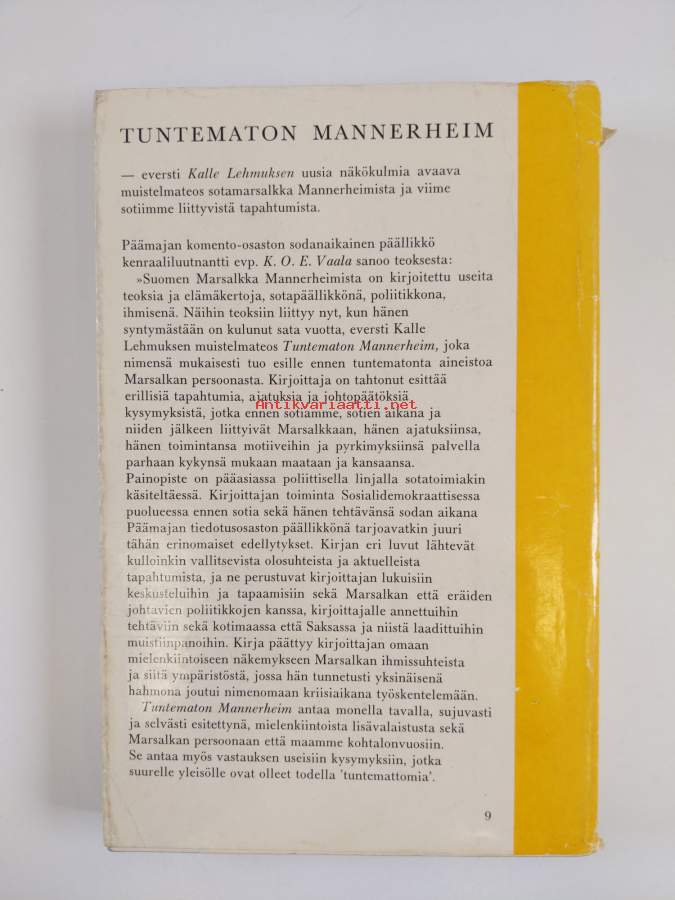 TUNTEMATON MANNERHEIM
— eversti Kalle Lehmuksen uusia näkökulmia avaava
muistelmateos sotamarsalkka Mannerheimista ja viime
sotiimme liittyvistä tapahtumista.
Päämajan komento-osaston sodanaikainen päällikkö
kenraaliluutnantti evp. K. O. E. Vaala sanoo teoksesta:
»Suomen Marsalkka Mannerheimista on kirjoitettu useita
teoksia ja elämäkertoja, sotapäällikkönä, poliitikkona,
ihmisenä. Näihin teoksiin liittyy nyt, kun hänen
syntymästään on kulunut sata vuotta, eversti Kalle
Lehmuksen muistelmateos Tuntematon Mannerheim, joka
nimensä mukaisesti tuo esille ennen tuntematonta aineistoa
Marsalkan persoonasta. Kirjoittaja on tahtonut esittää
erillisiä tapahtumia, ajatuksia ja johtopäätöksiä
Antikvariaatti.net
kysymyksistä, jotka ennen sotiamme, sotien aikana ja
niiden jälkeen liittyivät Marsalkkaan, hänen ajatuksiinsa,
hänen toimintansa motiiveihin ja pyrkimyksiinsä palvella
parhaan kykynsä mukaan maataan ja kansaansa.
Painopiste on pääasiassa poliittisella linjalla sotatoimiakin
käsiteltäessä. Kirjoittajan toiminta Sosialidemokraattisessa
puolueessa ennen sotia sekä hänen tehtävänsä sodan aikana
Päämajan tiedotusosaston päällikkönä tarjoavatkin juuri
tähän erinomaiset edellytykset. Kirjan eri luvut lähtevät
kulloinkin vallitsevista olosuhteista ja aktuelleista
tapahtumista, ja ne perustuvat kirjoittajan lukuisiin
keskusteluihin ja tapaamisiin sekä Marsalkan että eräiden
johtavien poliitikkojen kanssa, kirjoittajalle annettuihin
tehtäviin sekä kotimaassa että Saksassa ja niistä laadittuihin
muistiinpanoihin. Kirja päättyy kirjoittajan omaan
mielenkiintoiseen näkemykseen Marsalkan ihmissuhteista
ja siitä ympäristöstä, jossa hän tunnetusti yksinäisenä
hahmona joutui nimenomaan kriisiaikana työskentelemään.
Tuntematon Mannerheim antaa monella tavalla, sujuvasti
ja selvästi esitettynä, mielenkiintoista lisävalaistusta sekä
Marsalkan persoonaan että maamme kohtalonvuosiin.
Se antaa myös vastauksen useisiin kysymyksiin, jotka
suurelle yleisölle ovat olleet todella 'tuntemattomia'.
9